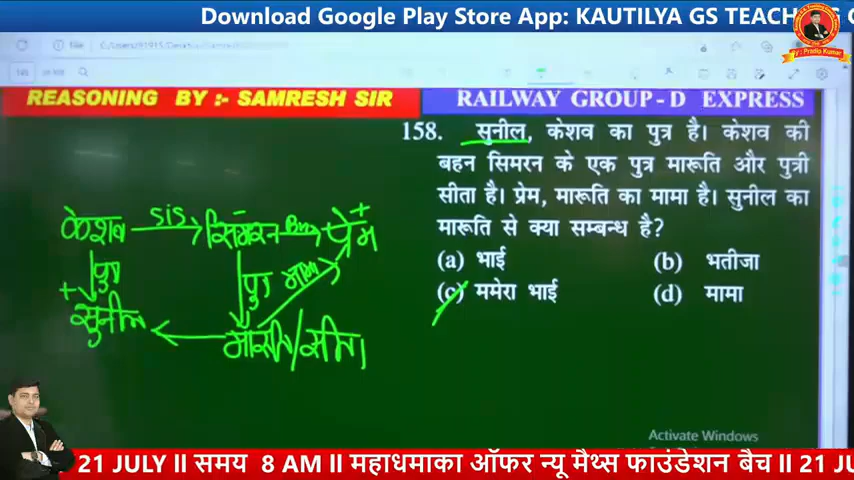 Download Google Play Store App: KAUTILYA GS TEACH
File
REASONING BY :- SAMRESH SIR
RAILWAY GROUP-D EXPRESS
158. सुनील, केशव का पुत्र है। केशव की
बहन सिमरन के एक पुत्र मारूति और पुत्री
सीता है। प्रेम, मारूति का मामा है। सुनील का
मारूति से क्या सम्बन्ध है?
(a) भाई
(b) भतीजा
(c) ममेरा भाई
(d) मामा
केशव sis सिमरन प्रेम
पुत्र पुत्र मामा
सुनील
Activate Windows
21 JULY II समय 8 AM II महाधमाका ऑफर न्यू मैथ्स फाउंडेशन बैच II 21 JU